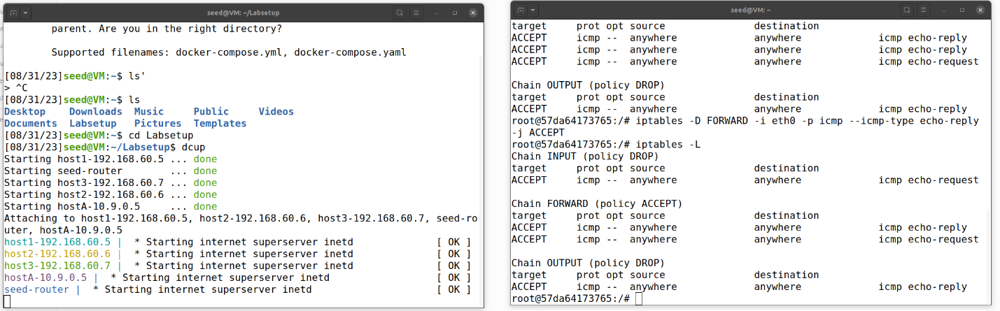 seed@VM: ~/Labsetup
parent. Are you in the right directory?
Supported filenames: docker-compose.yml, docker-compose.yaml
[08/31/23]seed@VM:~$ ls'
> ^C
[08/31/23]seed@VM:~$ ls
Desktop    Downloads  Music     Public     Videos
Documents  Labsetup   Pictures  Templates
[08/31/23]seed@VM:~$ cd Labsetup
[08/31/23]seed@VM:~/Labsetup$ dcup
Starting host1-192.168.60.5 ... done
Starting seed-router        ... done
Starting host3-192.168.60.7 ... done
Starting host2-192.168.60.6 ... done
Starting hostA-10.9.0.5     ... done
Attaching to host1-192.168.60.5, host2-192.168.60.6, host3-192.168.60.7, seed-ro
uter, hostA-10.9.0.5
host1-192.168.60.5 |  * Starting internet superserver inetd              [ OK ]
host2-192.168.60.6 |  * Starting internet superserver inetd              [ OK ]
host3-192.168.60.7 |  * Starting internet superserver inetd              [ OK ]
hostA-10.9.0.5 |  * Starting internet superserver inetd                  [ OK ]
seed-router |  * Starting internet superserver inetd                     [ OK ]
seed@VM: ~
target     prot opt source               destination
ACCEPT     icmp --  anywhere             anywhere             icmp echo-reply
ACCEPT     icmp --  anywhere             anywhere             icmp echo-reply
ACCEPT     icmp --  anywhere             anywhere             icmp echo-request
Chain OUTPUT (policy DROP)
target     prot opt source               destination
ACCEPT     icmp --  anywhere             anywhere             icmp echo-reply
root@57da64173765:/# iptables -D FORWARD -i eth0 -p icmp --icmp-type echo-reply
-j ACCEPT
root@57da64173765:/# iptables -L
Chain INPUT (policy DROP)
target     prot opt source               destination
ACCEPT     icmp --  anywhere             anywhere             icmp echo-request
Chain FORWARD (policy ACCEPT)
target     prot opt source               destination
ACCEPT     icmp --  anywhere             anywhere             icmp echo-reply
ACCEPT     icmp --  anywhere             anywhere             icmp echo-request
Chain OUTPUT (policy DROP)
target     prot opt source               destination
ACCEPT     icmp --  anywhere             anywhere             icmp echo-reply
root@57da64173765:/#